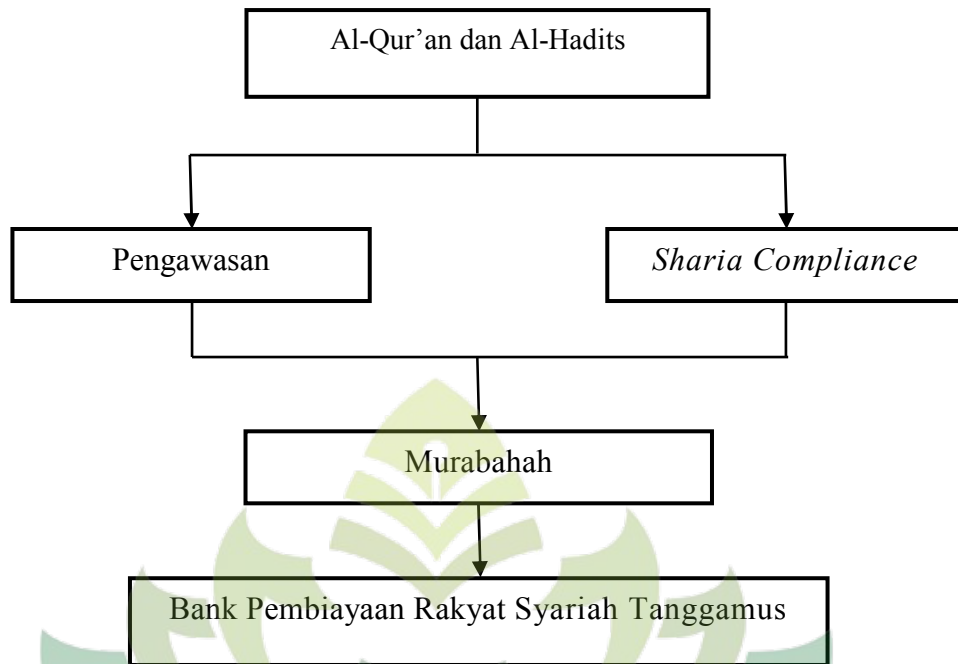 Al-Qur’an dan Al-Hadits
Pengawasan
Sharia Compliance
Murabahah
Bank Pembiayaan Rakyat Syariah Tanggamus